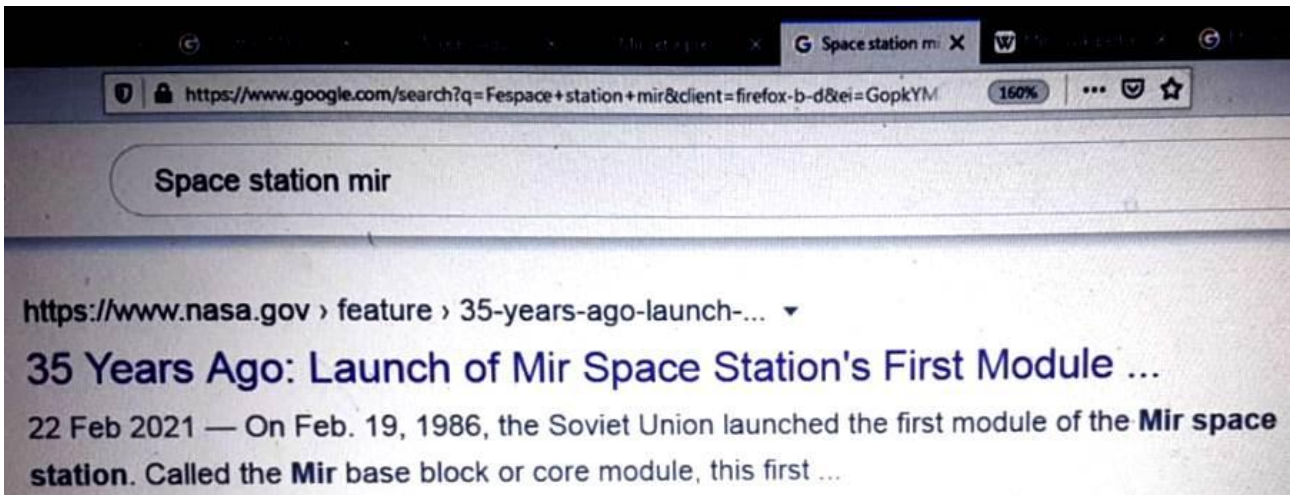 G Space station mi X W G
https://www.google.com/search?q=Fespace+station+mir&client=firefox-b-d&ei=GopkYM 160% ...
Space station mir
https://www.nasa.gov › feature › 35-years-ago-launch-...
35 Years Ago: Launch of Mir Space Station's First Module ...
22 Feb 2021 — On Feb. 19, 1986, the Soviet Union launched the first module of the Mir space
station. Called the Mir base block or core module, this first ...